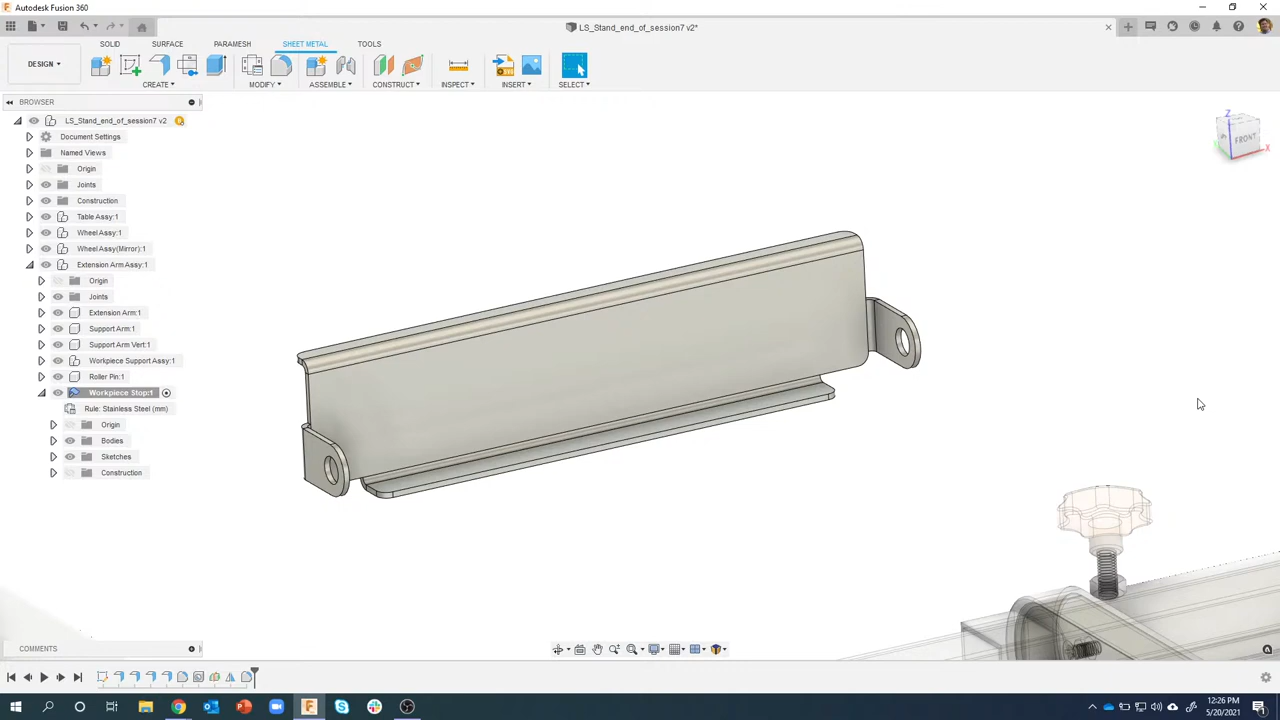 Autodesk Fusion 360
LS_Stand_end_of_session7 v2*
SOLID SURFACE PARAMESH SHEET METAL TOOLS
DESIGN
CREATE MODIFY ASSEMBLE CONSTRUCT INSPECT INSERT SELECT
BROWSER
LS_Stand_end_of_session7 v2
Document Settings
Named Views
Origin
Joints
Construction
Table Assy:1
Wheel Assy:1
Wheel Assy(Mirror):1
Extension Arm Assy:1
Origin
Joints
Extension Arm:1
Support Arm:1
Support Arm Vert:1
Workpiece Support Assy:1
Roller Pin:1
Workpiece Stop:1
Rule: Stainless Steel (mm)
Origin
Bodies
Sketches
Construction
Z
FRONT
X
COMMENTS
12:26 PM
5/20/2021